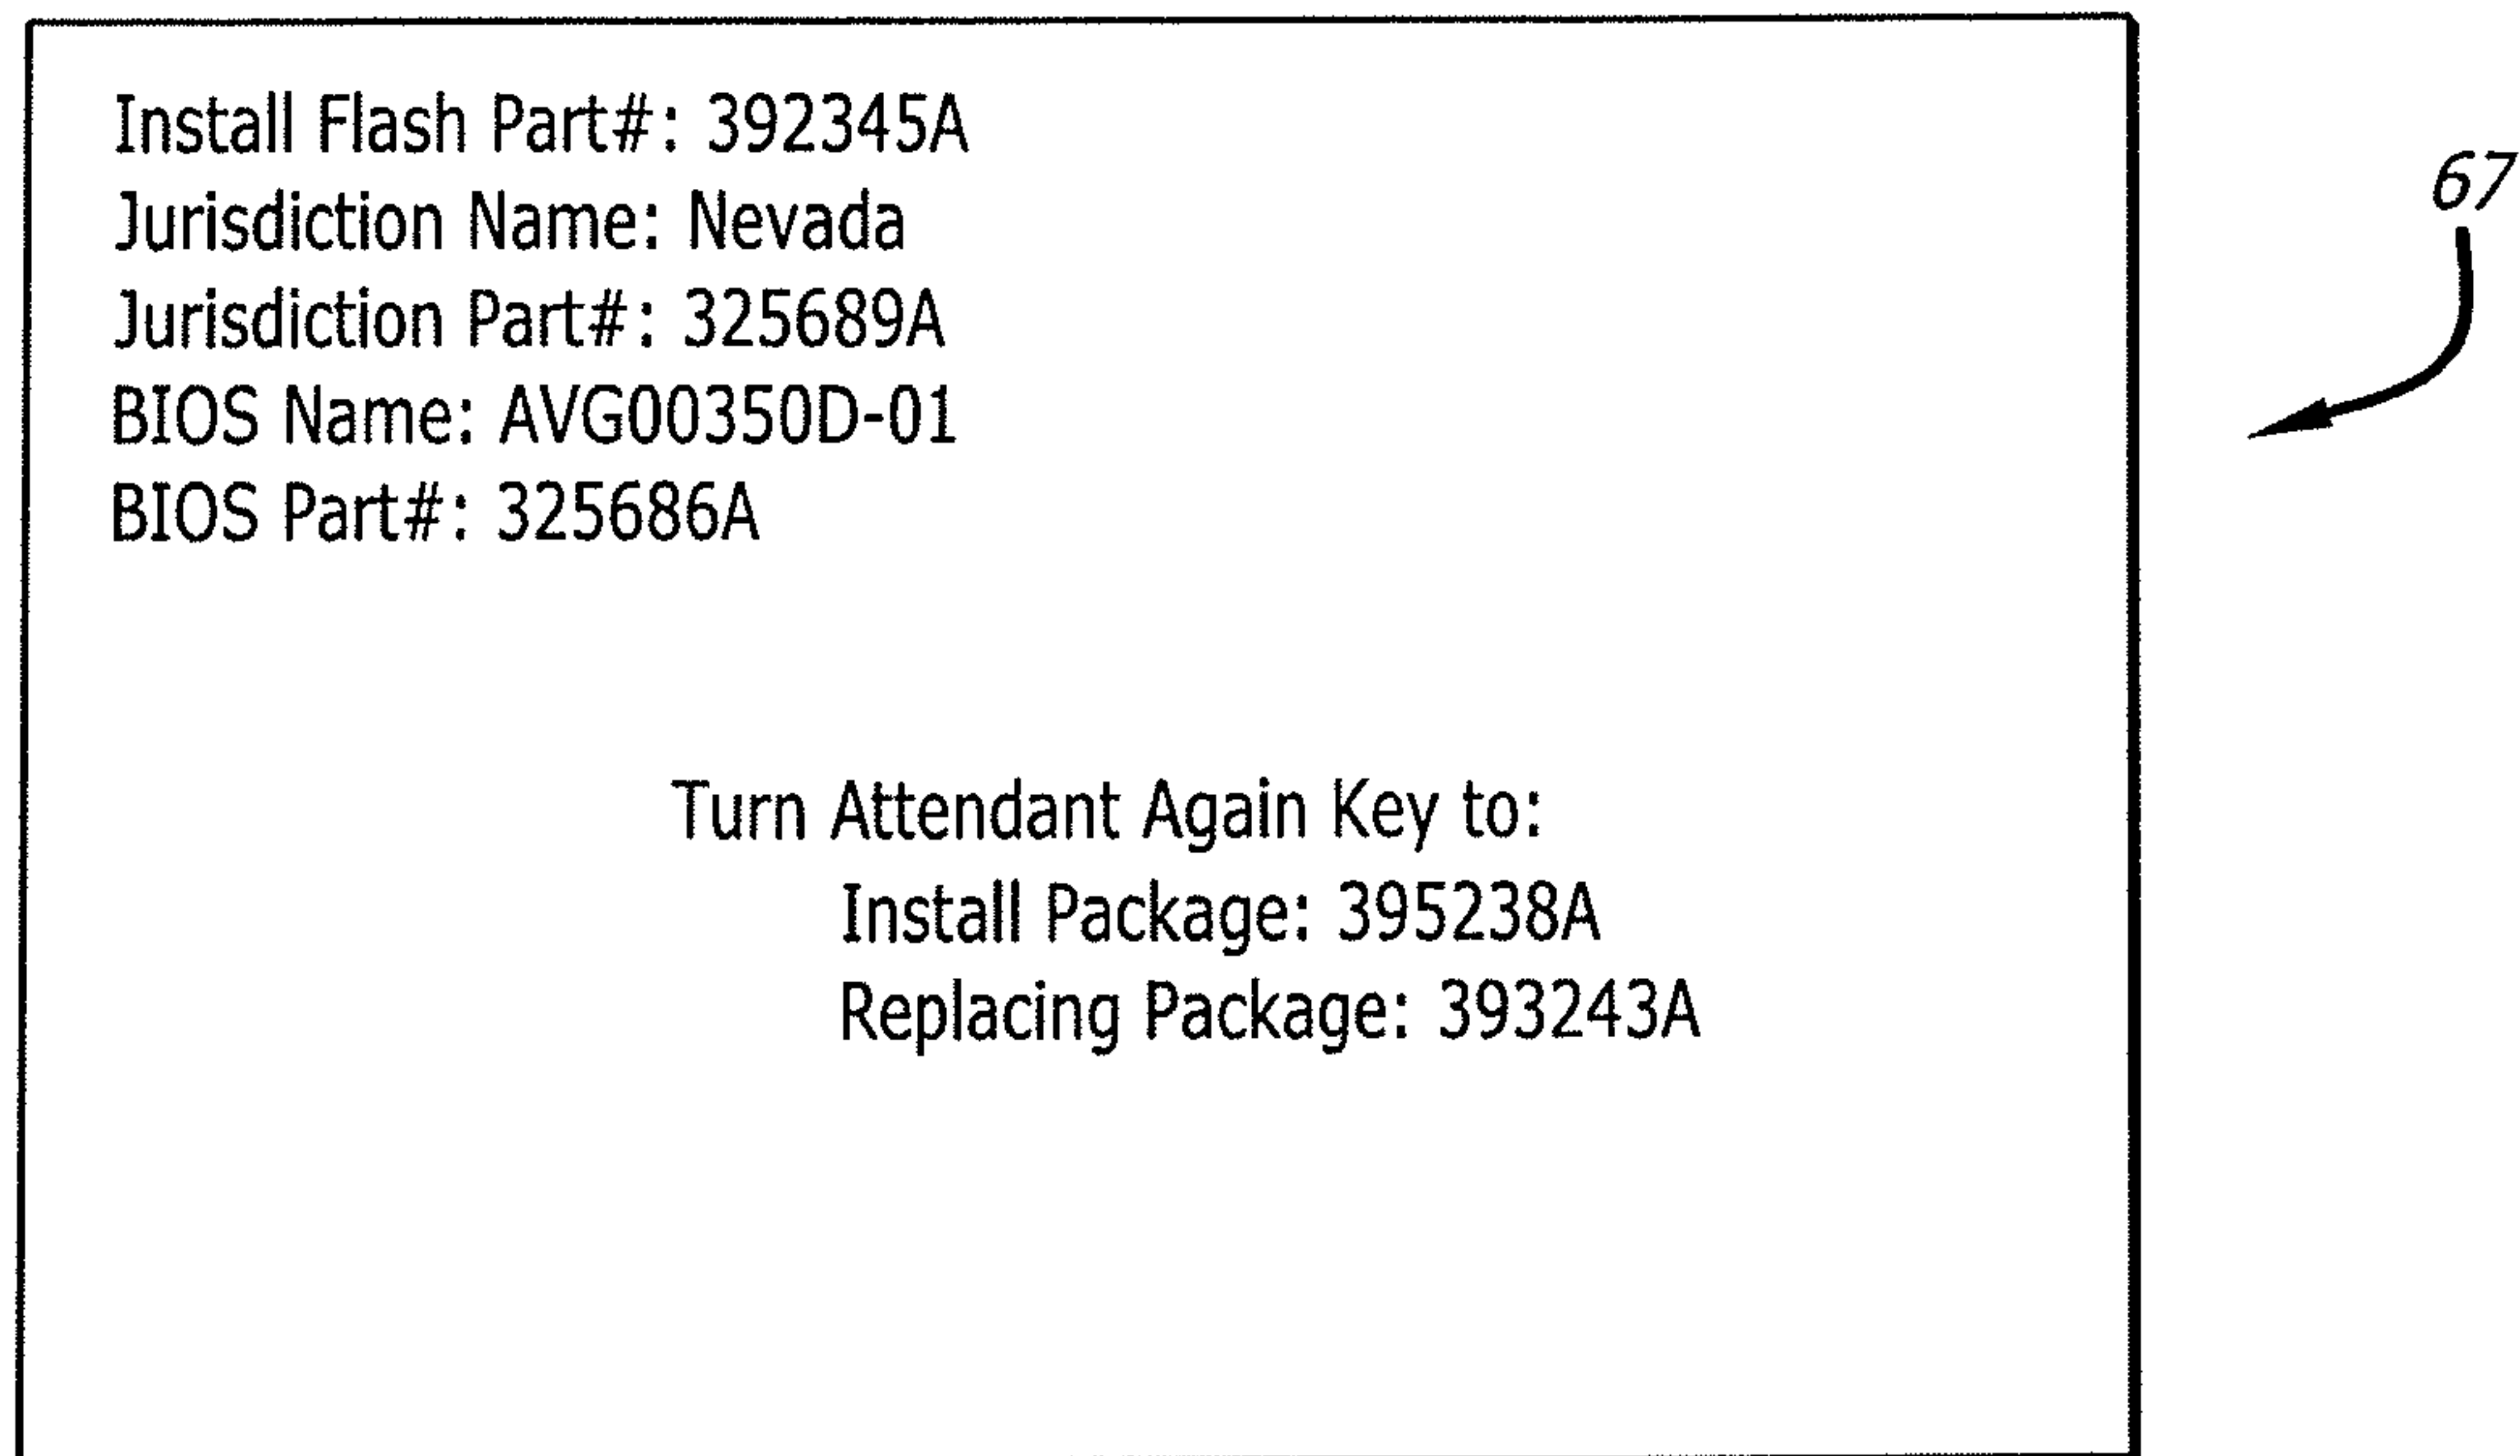 Install Flash Part#: 392345A
Jurisdiction Name: Nevada
Jurisdiction Part#: 325689A
BIOS Name: AVG00350D-01
BIOS Part#: 325686A
67
Turn Attendant Again Key to:
Install Package: 395238A
Replacing Package: 393243A